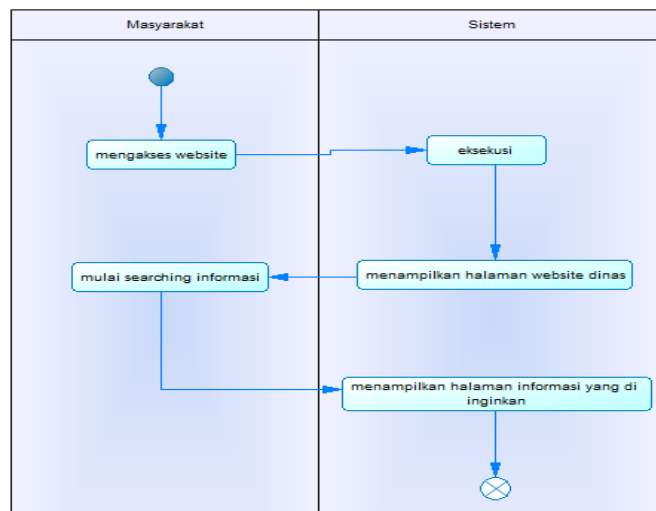 Masyarakat
Sistem
mengakses website
eksekusi
mulai searching informasi
menampilkan halaman website dinas
menampilkan halaman informasi yang di
inginkan